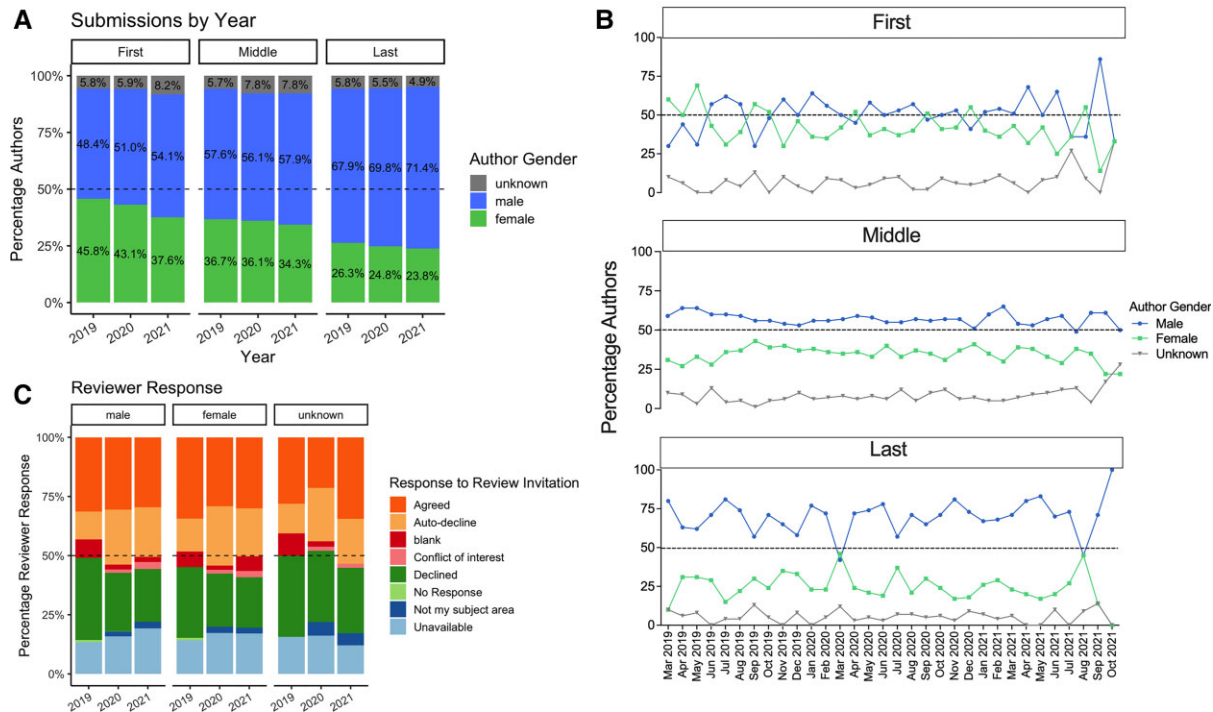 A
Submissions by Year
First
Middle
Last
Percentage Authors
100%
75%
50%
25%
0%
5.8%
5.9%
8.2%
5.7%
7.8%
7.8%
5.8%
5.5%
4.9%
48.4%
51.0%
54.1%
57.6%
56.1%
57.9%
67.9%
69.8%
71.4%
45.8%
43.1%
37.6%
36.7%
36.1%
34.3%
26.3%
24.8%
23.8%
2019
2020
2021
2019
2020
2021
2019
2020
2021
Year
Author Gender
unknown
male
female
B
First
100
75
50
25
0
Middle
100
75
50
25
0
Last
100
75
50
25
0
Percentage Authors
Author Gender
Male
Female
Unknown
Mar 2019
Apr 2019
May 2019
Jun 2019
Jul 2019
Aug 2019
Sep 2019
Oct 2019
Nov 2019
Dec 2019
Jan 2020
Feb 2020
Mar 2020
Apr 2020
May 2020
Jun 2020
Jul 2020
Aug 2020
Sep 2020
Oct 2020
Nov 2020
Dec 2020
Jan 2021
Feb 2021
Mar 2021
Apr 2021
May 2021
Jun 2021
Jul 2021
Aug 2021
Sep 2021
Oct 2021
C
Reviewer Response
male
female
unknown
Percentage Reviewer Response
100%
75%
50%
25%
0%
2019
2020
2021
2019
2020
2021
2019
2020
2021
Response to Review Invitation
Agreed
Auto-decline
blank
Conflict of interest
Declined
No Response
Not my subject area
Unavailable